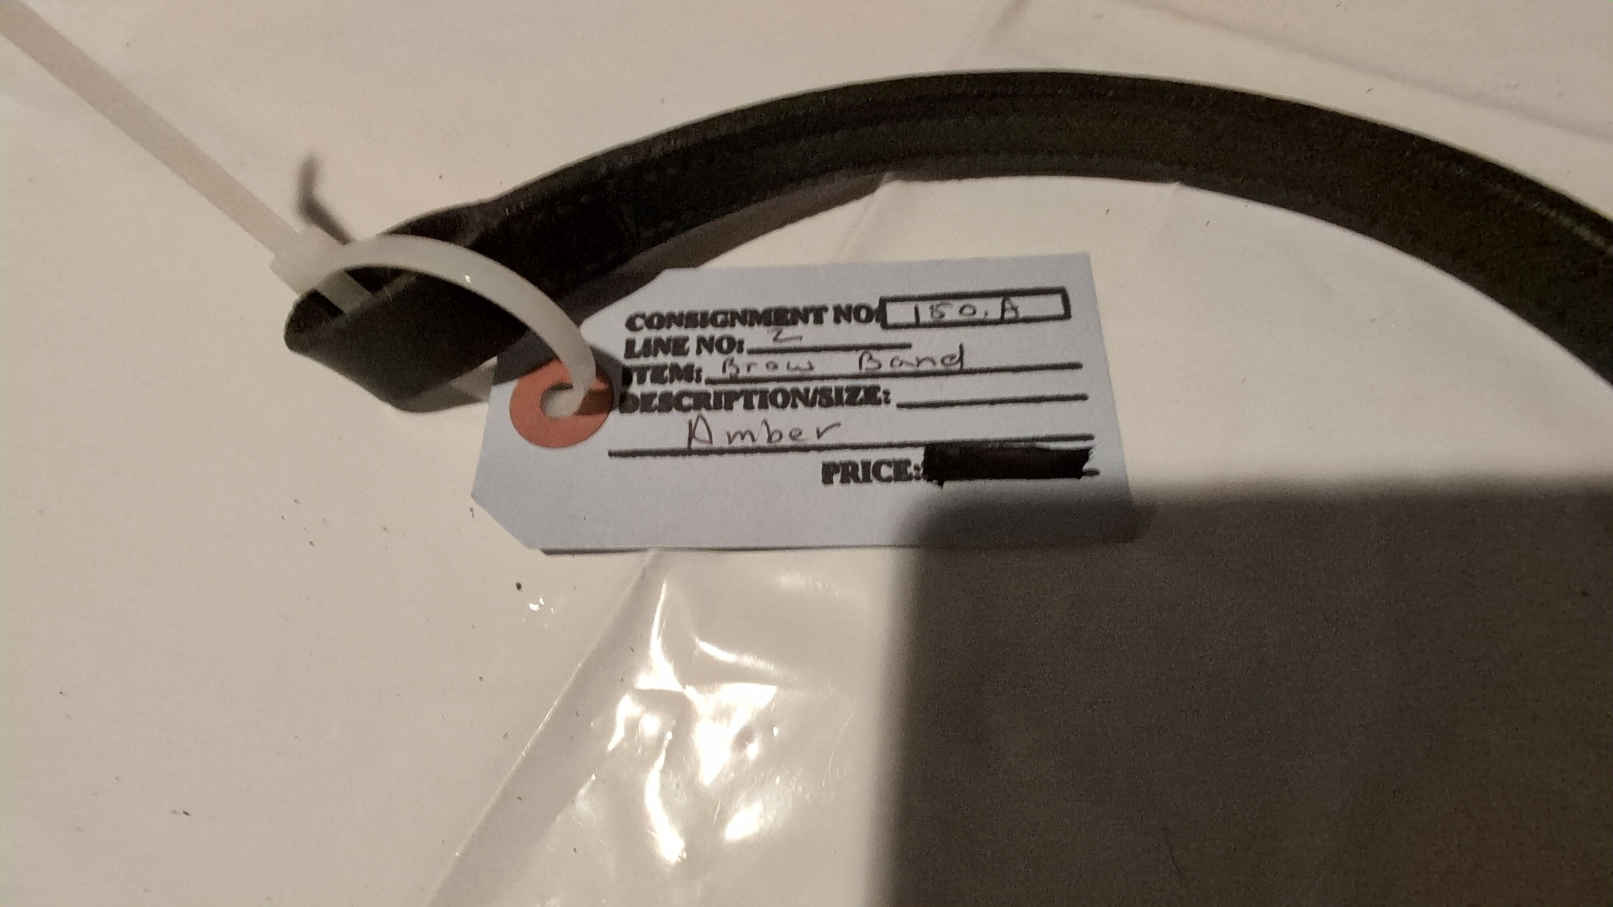 CONSIGNMENT NO: 150.A
LINE NO: 2
ITEM: Brow Band
DESCRIPTION/SIZE:
Amber
PRICE: